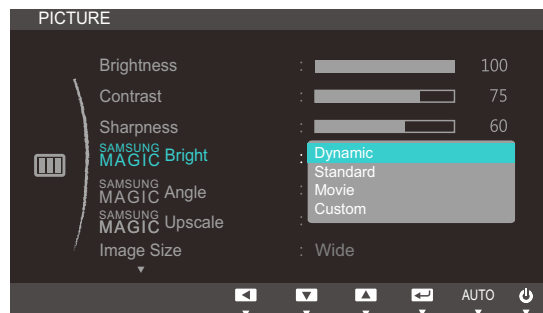 PICTURE
Brightness : 100
Contrast : 75
Sharpness : 60
SAMSUNG MAGIC Bright :
Dynamic
Standard
Movie
Custom
SAMSUNG MAGIC Angle :
SAMSUNG MAGIC Upscale :
Image Size : Wide
AUTO